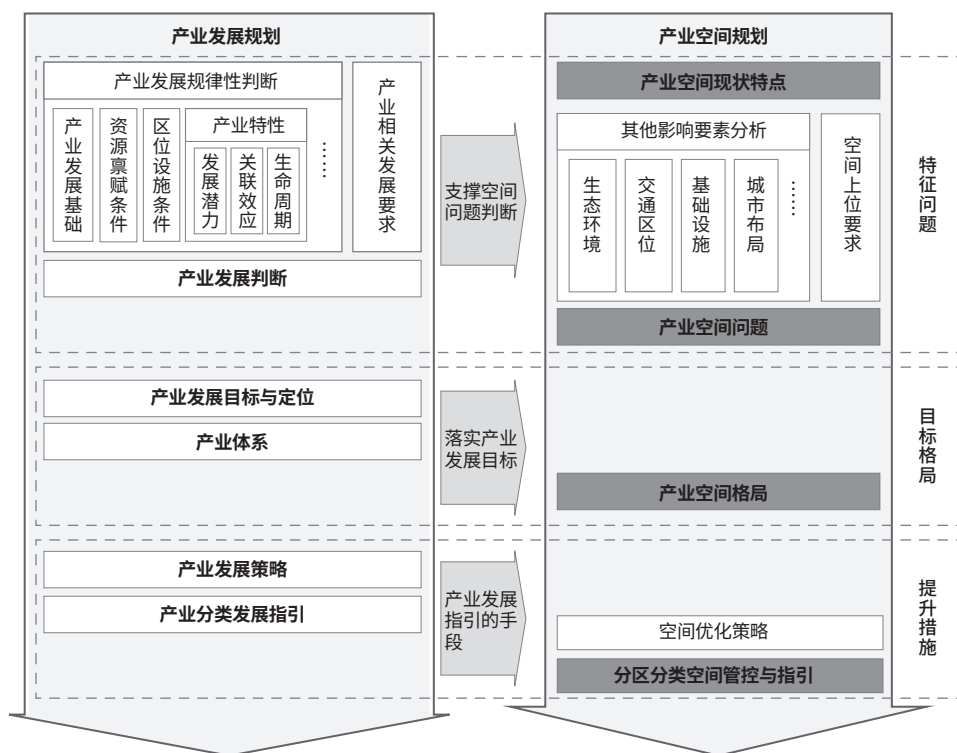 产业发展规划
产业发展规律性判断
产业发展基础
资源禀赋条件
区位设施条件
产业特性
发展潜力
关联效应
生命周期
……
产业相关发展要求
产业发展判断
支撑空间
问题判断
产业空间规划
产业空间现状特点
其他影响要素分析
生态环境
交通区位
基础设施
城市布局
……
空间上位要求
产业空间问题
特征问题
产业发展目标与定位
产业体系
落实产业
发展目标
产业空间格局
目标格局
产业发展策略
产业分类发展指引
产业发展
指引的手
段
空间优化策略
分区分类空间管控与指引
提升措施